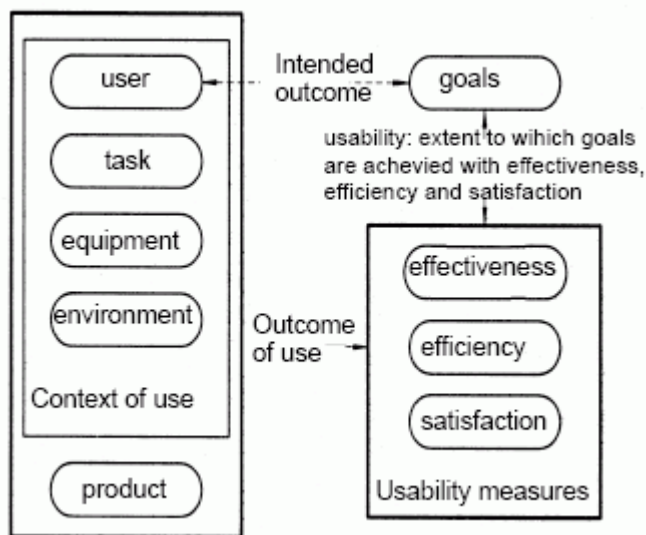 user
task
equipment
environment
Context of use
product
Intended
outcome
goals
usability: extent to wihich goals
are achevied with effectiveness,
efficiency and satisfaction
Outcome
of use
effectiveness
efficiency
satisfaction
Usability measures